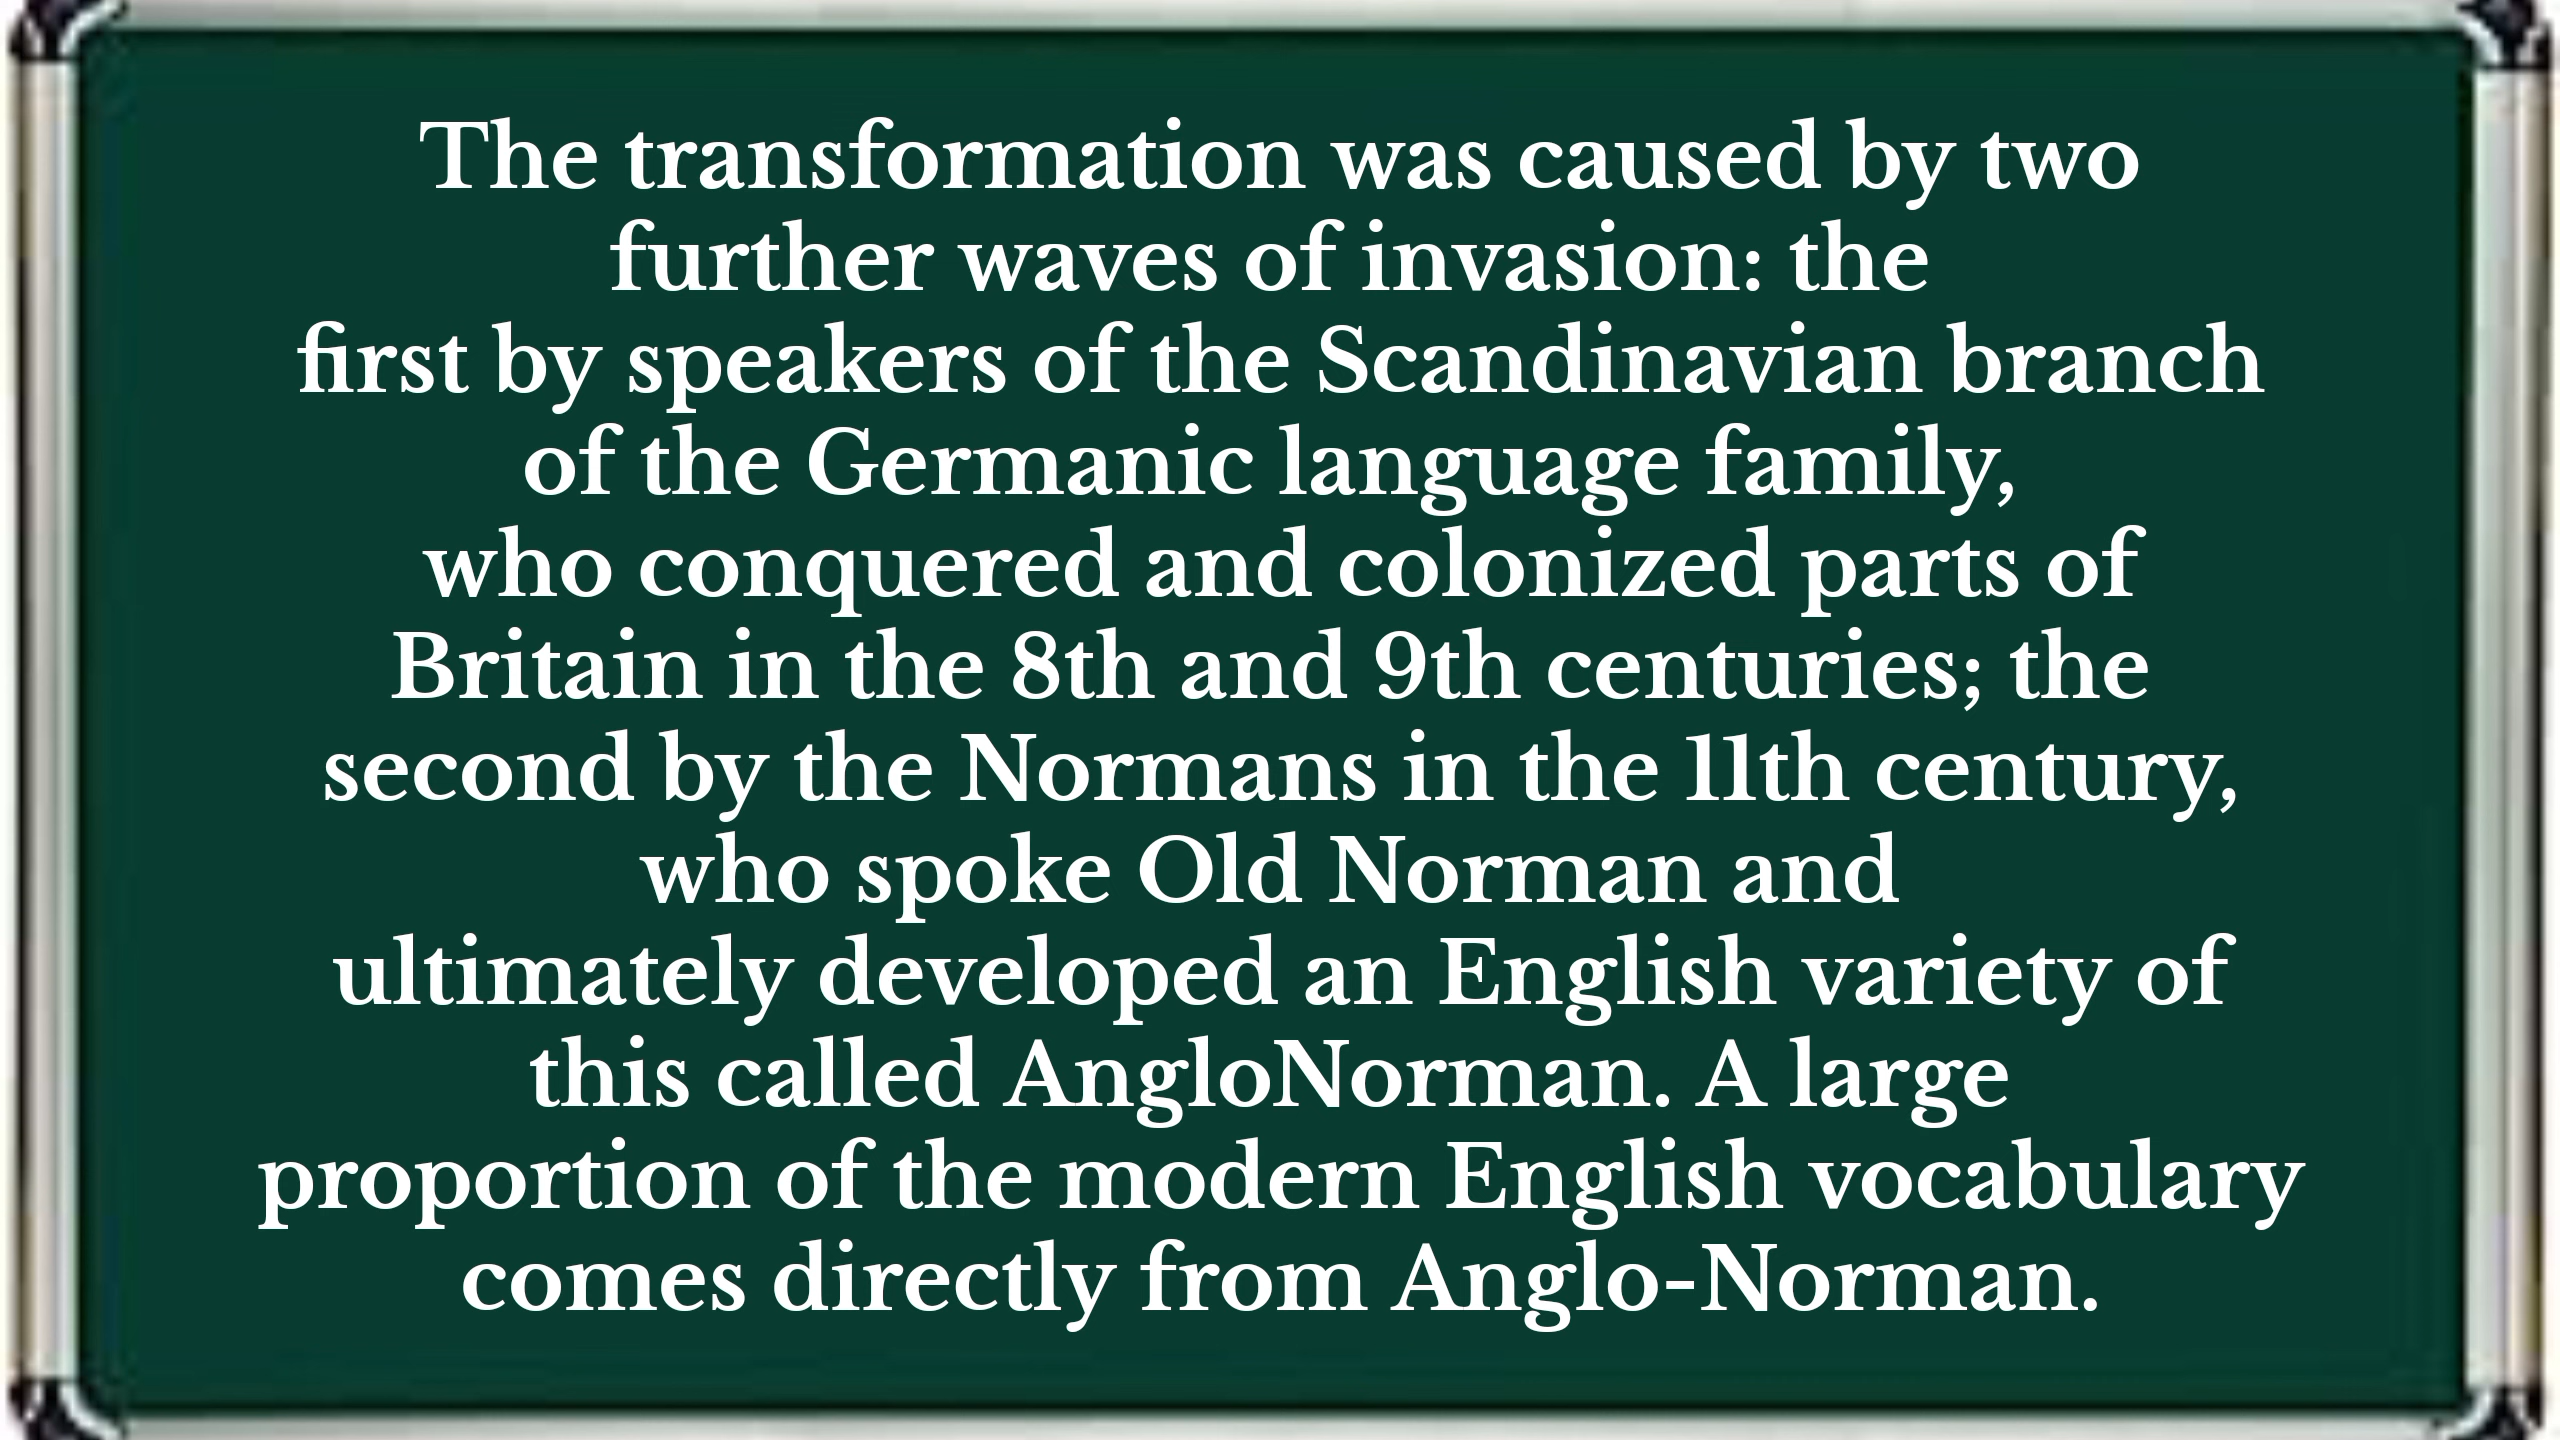 The transformation was caused by two
further waves of invasion: the
first by speakers of the Scandinavian branch
of the Germanic language family,
who conquered and colonized parts of
Britain in the 8th and 9th centuries; the
second by the Normans in the 11th century,
who spoke Old Norman and
ultimately developed an English variety of
this called AngloNorman. A large
proportion of the modern English vocabulary
comes directly from Anglo-Norman.